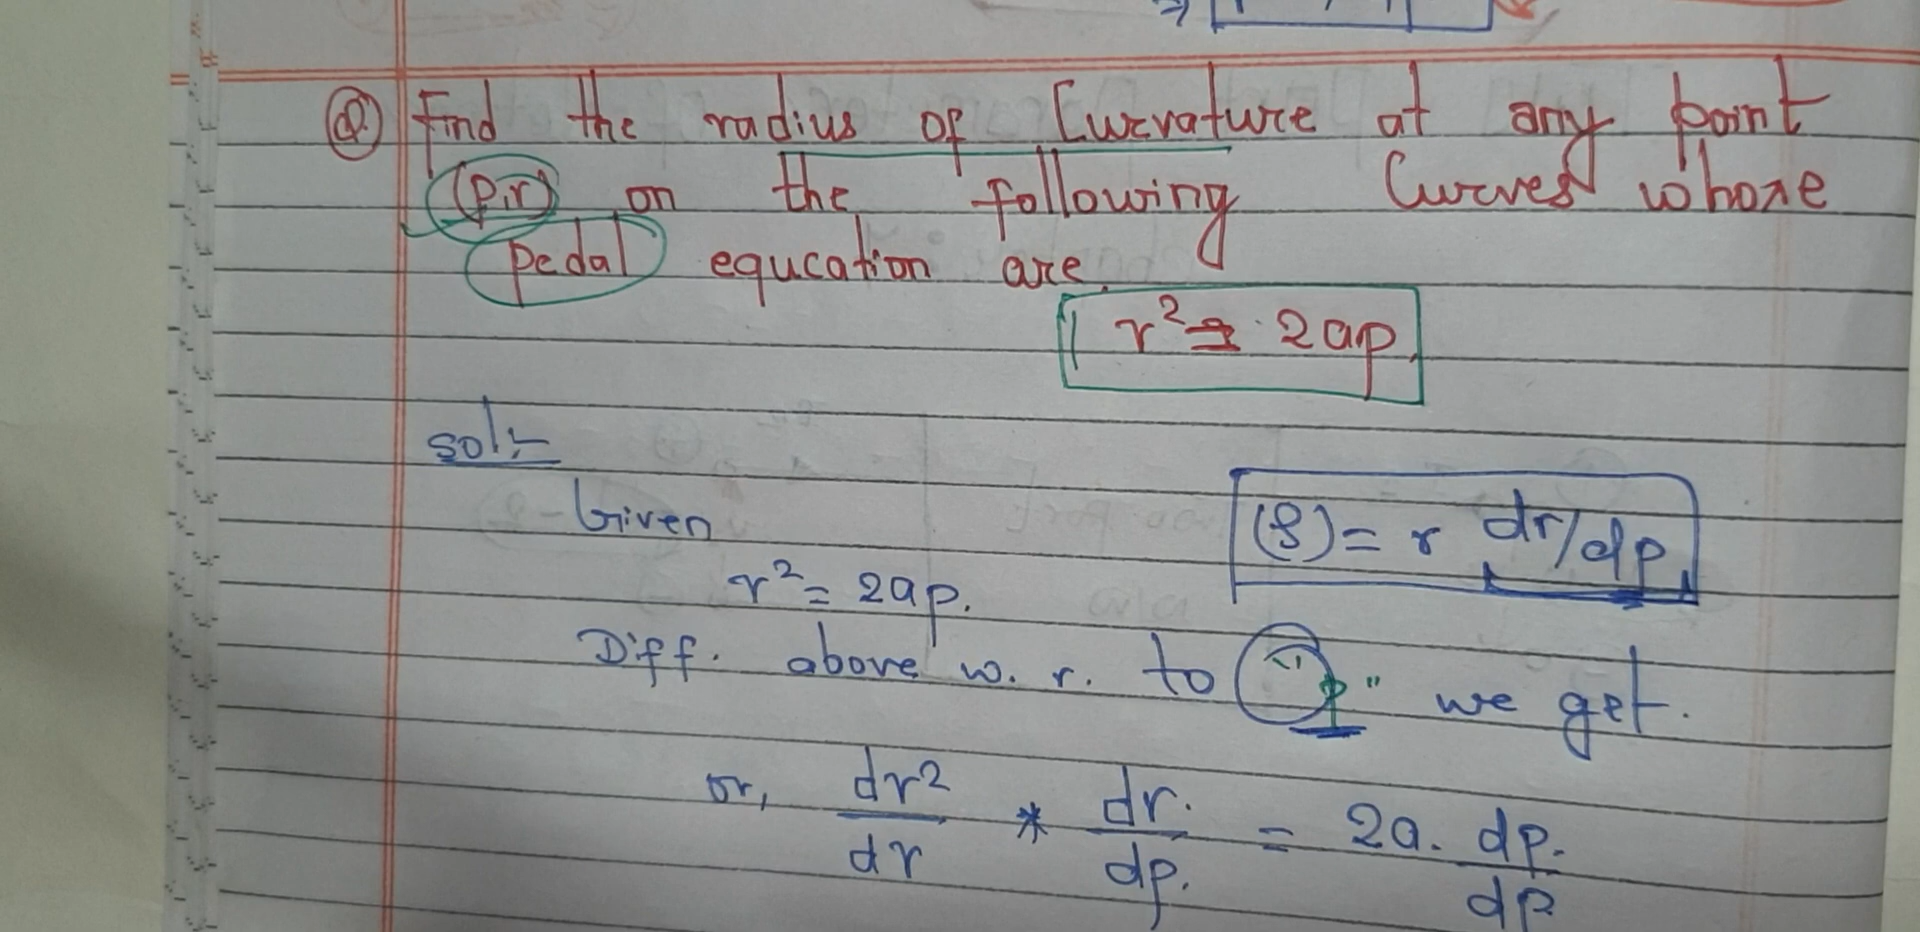 Q. Find the radius of Curvature at any point
(p,r) on the following Curves whose
pedal equcation are
r² = 2ap.
sol:-
Given
(ρ) = r dr/dp
r² = 2ap.
Diff. above w. r. to "p" we get.
or, dr²/dr * dr./dp. = 2a. dp./dp